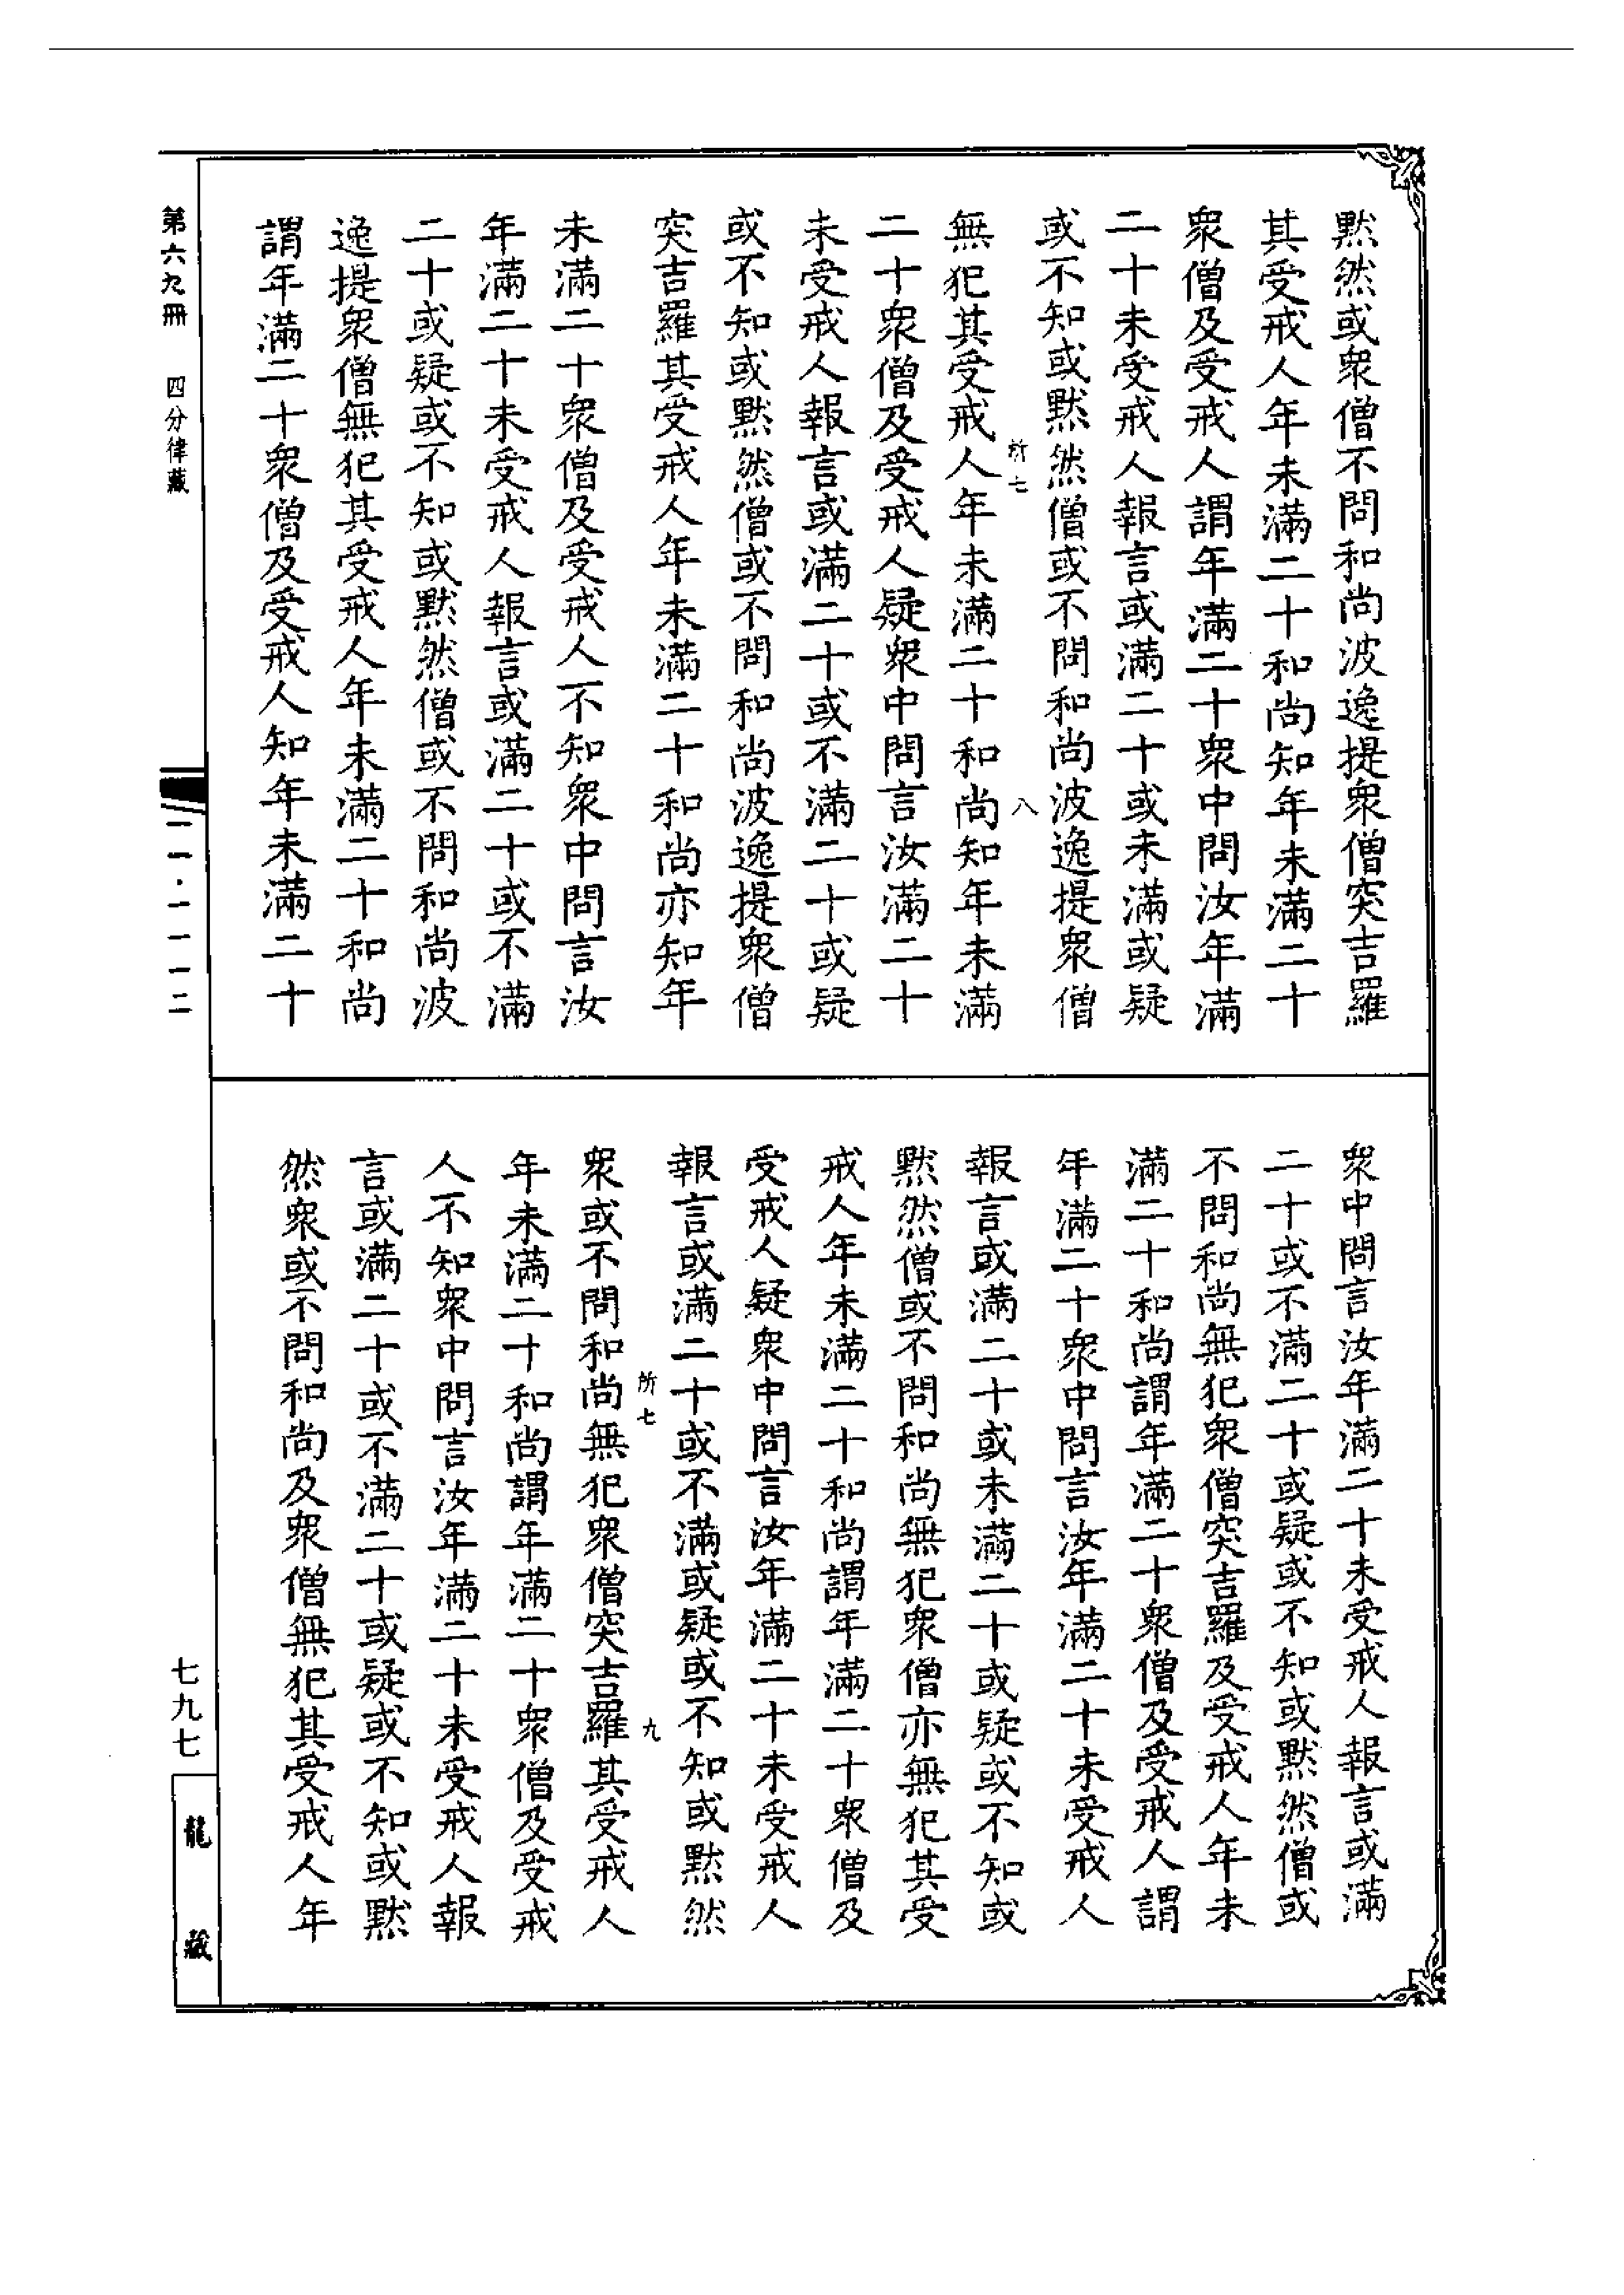 默然或衆僧不問和尚波逸提衆僧突吉羅
其受戒人年未滿二十和尚知年未滿二十
衆僧及受戒人謂年滿二十衆中問汝年滿
二十未受戒人報言或滿二十或未滿或疑
或不知或默然僧或不問和尚波逸提衆僧
所七 八
無犯其受戒人年未滿二十和尚知年未滿
二十衆僧及受戒人疑衆中問言汝滿二十
未受戒人報言或滿二十或不滿二十或疑
或不知或默然僧或不問和尚波逸提衆僧
突吉羅其受戒人年未滿二十和尚亦知年
未滿二十衆僧及受戒人不知衆中問言汝
年滿二十未受戒人報言或滿二十或不滿
二十或疑或不知或默然僧或不問和尚波
逸提衆僧無犯其受戒人年未滿二十和尚
謂年滿二十衆僧及受戒人知年未滿二十
衆中問言汝年滿二十未受戒人報言或滿
二十或不滿二十或疑或不知或默然僧或
不問和尚無犯衆僧突吉羅及受戒人年未
滿二十和尚謂年滿二十衆僧及受戒人謂
年滿二十衆中問言汝年滿二十未受戒人
報言或滿二十或未滿二十或疑或不知或
默然僧或不問和尚無犯衆僧亦無犯其受
戒人年未滿二十和尚謂年滿二十衆僧及
受戒人疑衆中問言汝年滿二十未受戒人
報言或滿二十或不滿或疑或不知或默然
所七 九
衆或不問和尚無犯衆僧突吉羅其受戒人
年未滿二十和尚謂年滿二十衆僧及受戒
人不知衆中問言汝年滿二十未受戒人報
言或滿二十或不滿二十或疑或不知或默
然衆或不問和尚及衆僧無犯其受戒人年
第六九冊 四分律藏
一一·一一一二
七九七
龍藏